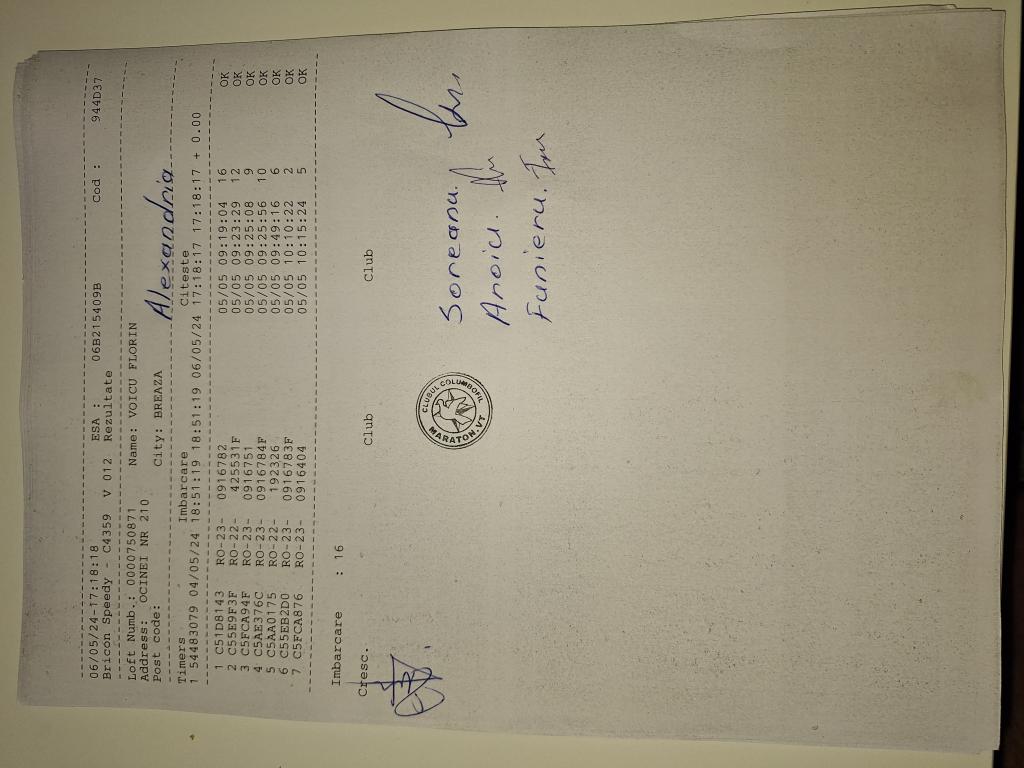 06/05/24-17:18:18
Bricon Speedy - C4359 V 012 ESA : 06B215409B Cod : 944D37
Rezultate
Loft Numb.: 0000750871 Name: VOICU FLORIN
Address: OCINEI NR 210
Post code: City: BREAZA Alexandria
Timers Imbarcare Citeste
1 54483079 04/05/24 18:51:19 18:51:19 06/05/24 17:18:17 17:18:17 + 0.00
1 C51D8143 RO-23- 0916782 05/05 09:19:04 16 OK
2 C55E9F3F RO-22- 425531F 05/05 09:23:29 12 OK
3 C5FCA94F RO-23- 0916751 05/05 09:25:08 9 OK
4 C5AE376C RO-23- 0916784F 05/05 09:25:56 10 OK
5 C5AA0175 RO-22- 192326 05/05 09:49:16 6 OK
6 C55EB2D0 RO-23- 0916783F 05/05 10:10:22 2 OK
7 C5FCA876 RO-23- 0916404 05/05 10:15:24 5 OK
Imbarcare : 16
Cresc. Club Club
CLUBUL COLUMBOFIL
MARATON.VT
Soreanu.
Aroici
Funieru.